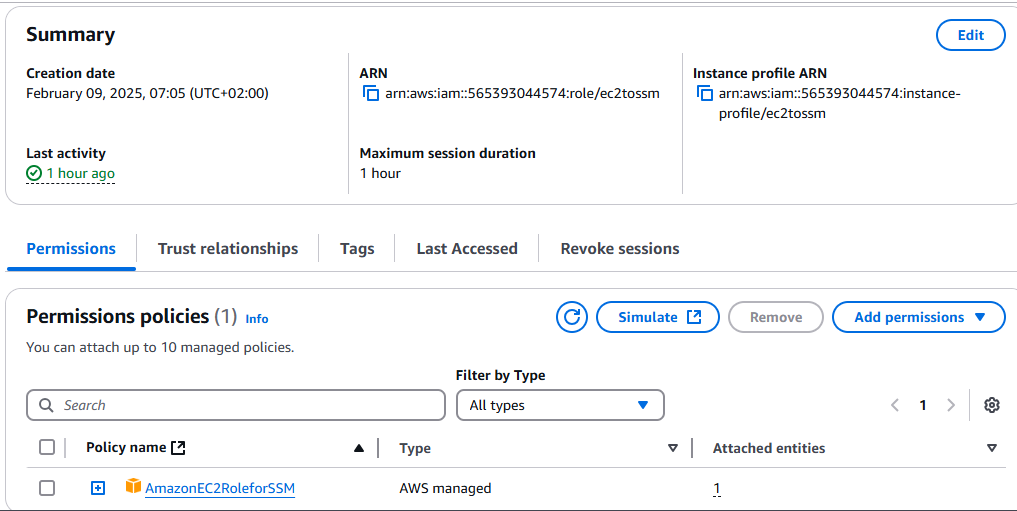 Summary
Edit
Creation date
February 09, 2025, 07:05 (UTC+02:00)
ARN
arn:aws:iam::565393044574:role/ec2tossm
Instance profile ARN
arn:aws:iam::565393044574:instance-
profile/ec2tossm
Last activity
1 hour ago
Maximum session duration
1 hour
Permissions
Trust relationships
Tags
Last Accessed
Revoke sessions
Permissions policies (1) Info
Simulate
Remove
Add permissions
You can attach up to 10 managed policies.
Filter by Type
Search
All types
1
Policy name
Type
Attached entities
AmazonEC2RoleforSSM
AWS managed
1